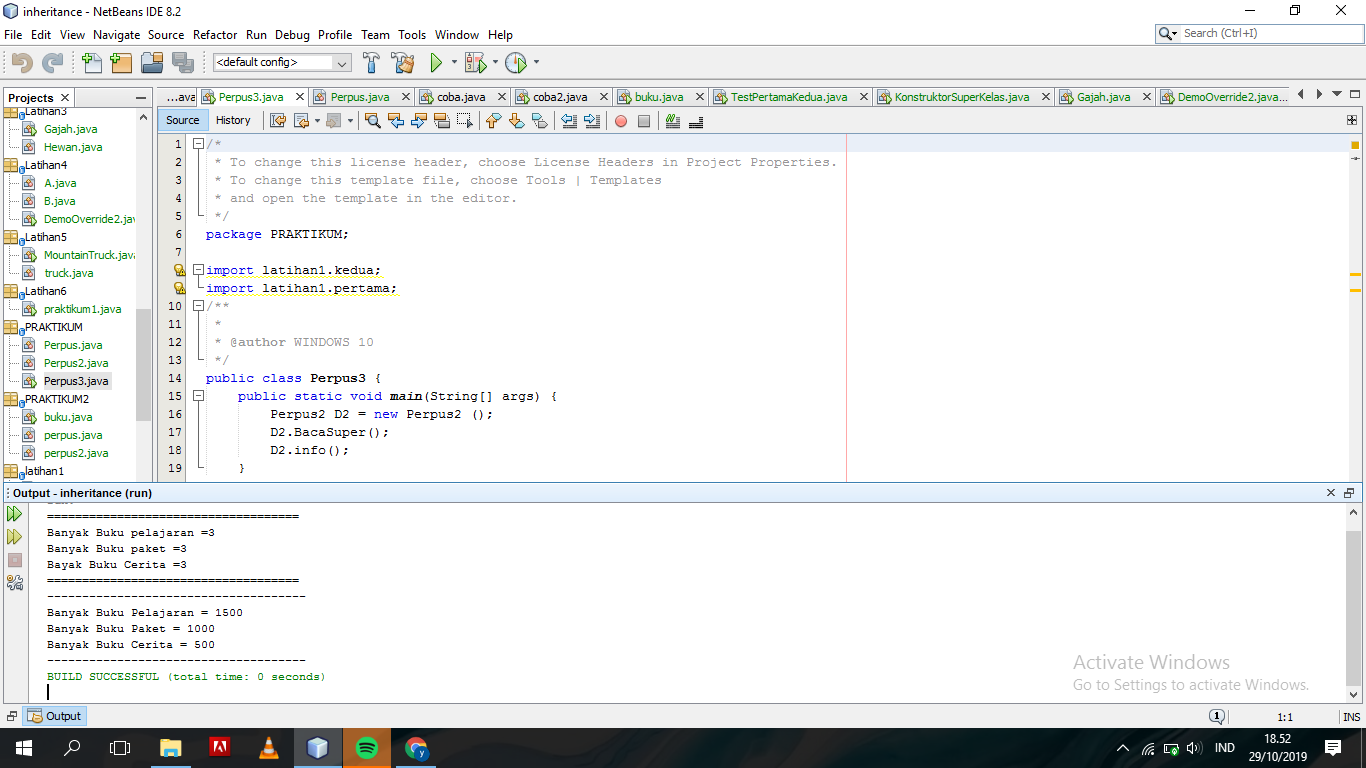 inheritance - NetBeans IDE 8.2
File Edit View Navigate Source Refactor Run Debug Profile Team Tools Window Help
Search (Ctrl+I)
<default config>
Projects
...ava Perpus3.java Perpus.java coba.java coba2.java buku.java TestPertamaKedua.java KonstruktorSuperKelas.java Gajah.java DemoOverride2.java...
Source History
Latihan3
Gajah.java
Hewan.java
Latihan4
A.java
B.java
DemoOverride2.jav
Latihan5
MountainTruck.java
truck.java
Latihan6
praktikum1.java
PRAKTIKUM
Perpus.java
Perpus2.java
Perpus3.java
PRAKTIKUM2
buku.java
perpus.java
perpus2.java
latihan1
1 /*
2 * To change this license header, choose License Headers in Project Properties.
3 * To change this template file, choose Tools | Templates
4 * and open the template in the editor.
5 */
6 package PRAKTIKUM;
7
import latihan1.kedua;
import latihan1.pertama;
10 /**
11 *
12 * @author WINDOWS 10
13 */
14 public class Perpus3 {
15 public static void main(String[] args) {
16 Perpus2 D2 = new Perpus2 ();
17 D2.BacaSuper();
18 D2.info();
19 }
Output - inheritance (run)
=====================================
Banyak Buku pelajaran =3
Banyak Buku paket =3
Bayak Buku Cerita =3
=====================================
-------------------------------------
Banyak Buku Pelajaran = 1500
Banyak Buku Paket = 1000
Banyak Buku Cerita = 500
-------------------------------------
BUILD SUCCESSFUL (total time: 0 seconds)
Activate Windows
Go to Settings to activate Windows.
Output
1
1:1
INS
IND
18.52
29/10/2019